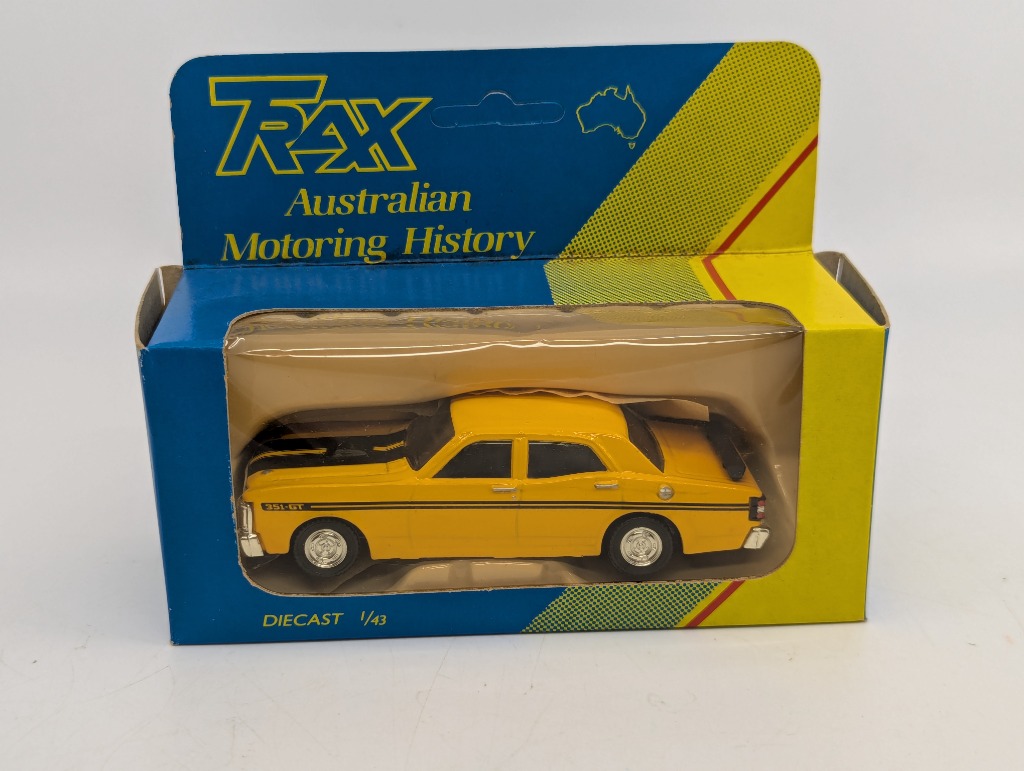 TRAX
Australian
Motoring History
351-GT
DIECAST 1/43